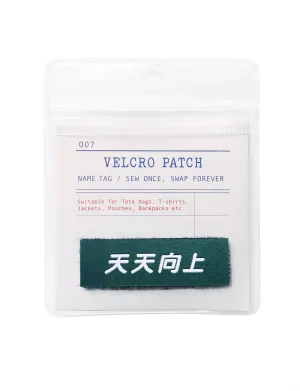 007
VELCRO PATCH
NAME TAG / SEW ONCE, SWAP FOREVER
Suitable for Tote Bags, T-shirts,
Jackets, Pouches, Backpacks etc
天天向上